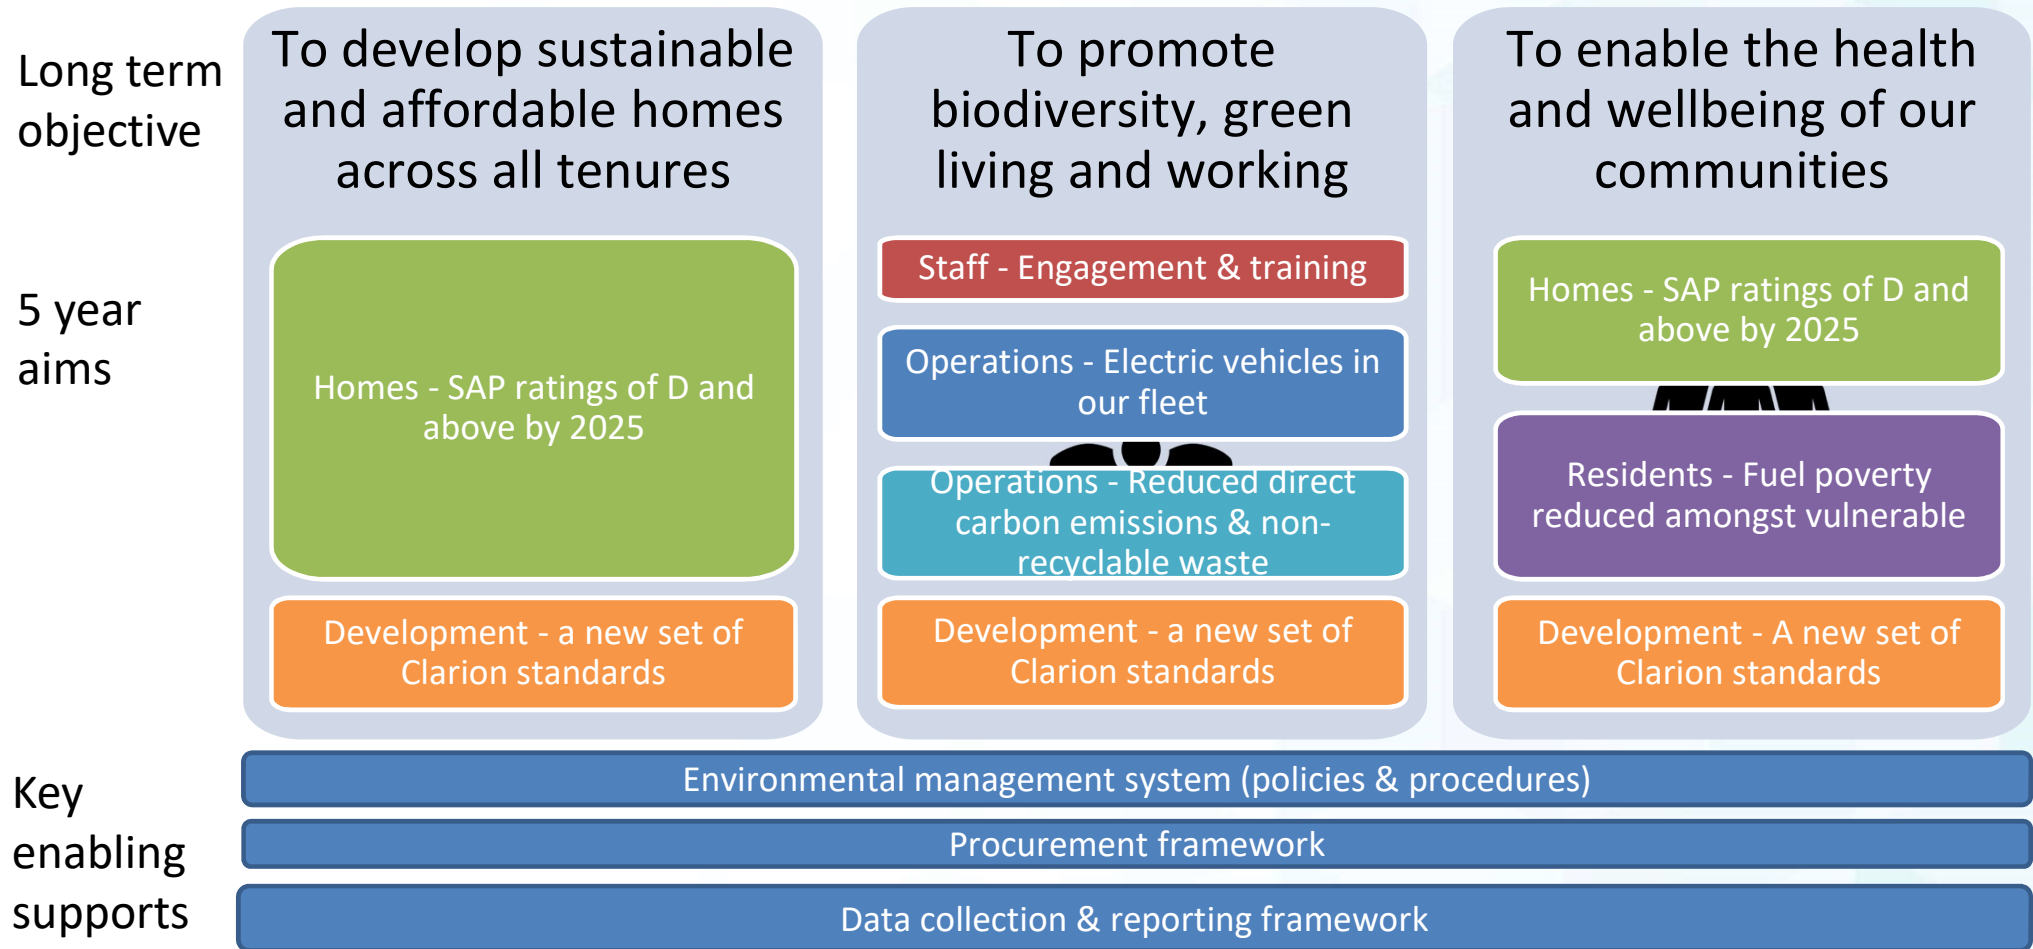 Long term
objective
To develop sustainable
and affordable homes
across all tenures
To promote
biodiversity, green
living and working
To enable the health
and wellbeing of our
communities
5 year
aims
Homes - SAP ratings of D and
above by 2025
Development - a new set of
Clarion standards
Staff - Engagement & training
Operations - Electric vehicles in
our fleet
Operations - Reduced direct
carbon emissions & non-
recyclable waste
Development - a new set of
Clarion standards
Homes - SAP ratings of D and
above by 2025
Residents - Fuel poverty
reduced amongst vulnerable
Development - A new set of
Clarion standards
Key
enabling
supports
Environmental management system (policies & procedures)
Procurement framework
Data collection & reporting framework